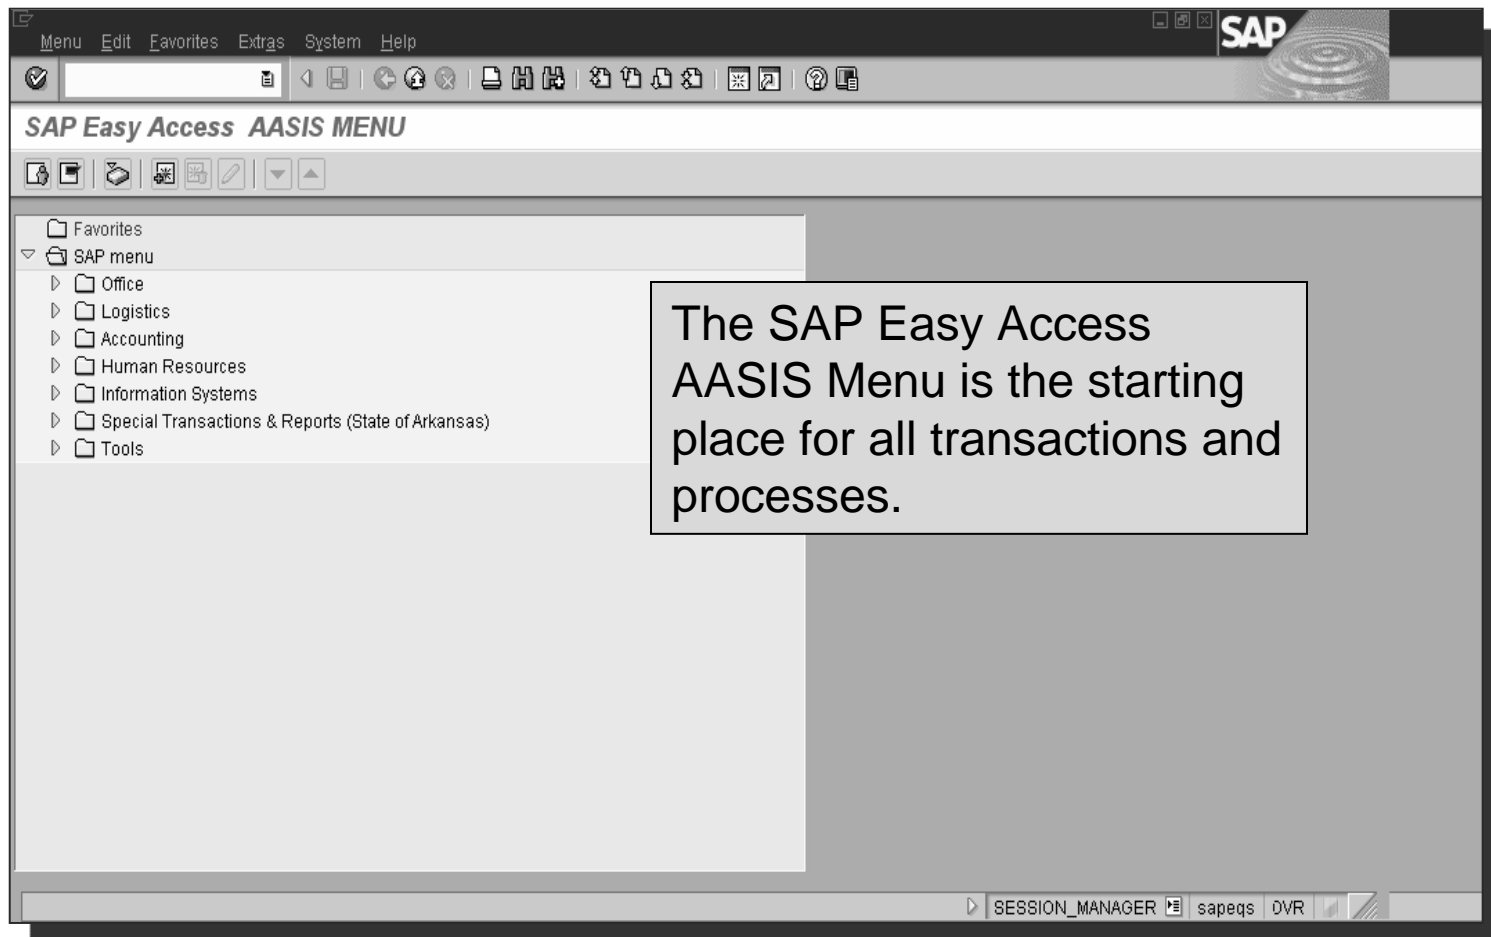 Menu Edit Favorites Extras System Help
SAP
SAP Easy Access AASIS MENU
Favorites
SAP menu
Office
Logistics
Accounting
Human Resources
Information Systems
Special Transactions & Reports (State of Arkansas)
Tools
The SAP Easy Access
AASIS Menu is the starting
place for all transactions and
processes.
SESSION_MANAGER sapeqs OVR